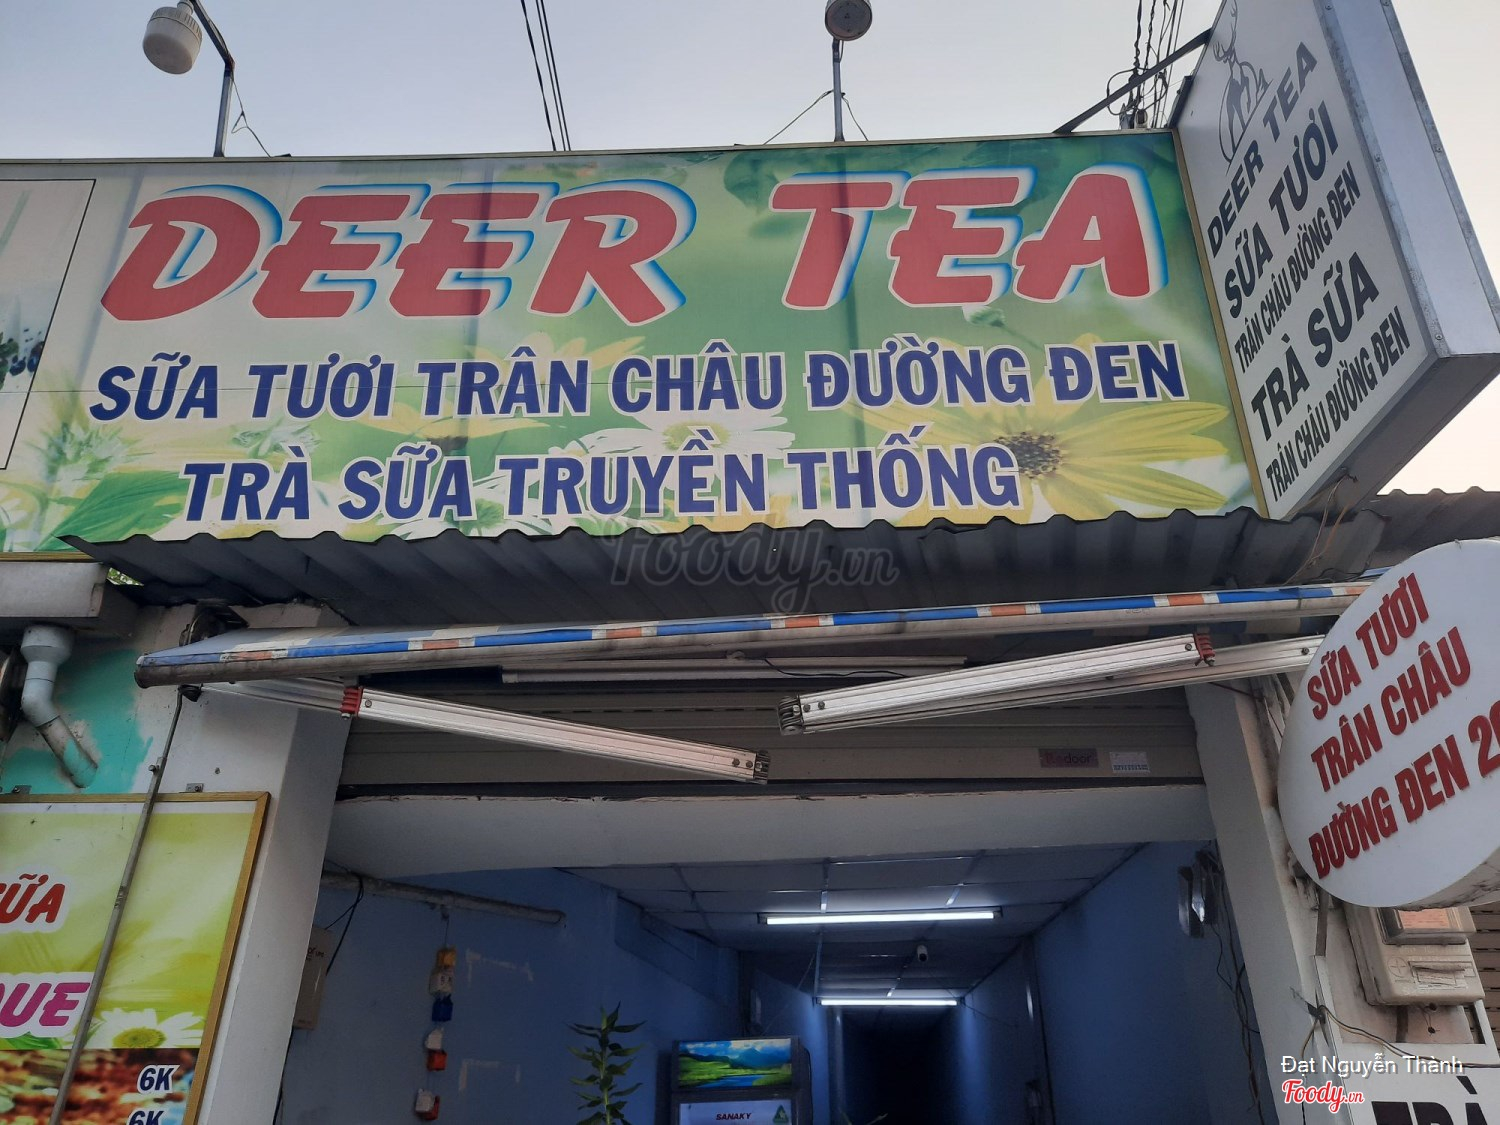 DEER TEA
SỮA TƯƠI TRÂN CHÂU ĐƯỜNG ĐEN
TRÀ SỮA TRUYỀN THỐNG
DEER TEA
SỮA TƯƠI
TRÂN CHÂU ĐƯỜNG ĐEN
TRÀ SỮA
TRÂN CHÂU ĐƯỜNG ĐEN
Foody.vn
SỮA TƯƠI
TRÂN CHÂU
ĐƯỜNG ĐEN
door
6K
6K
SANAKY
Đạt Nguyễn Thành
Foody.vn